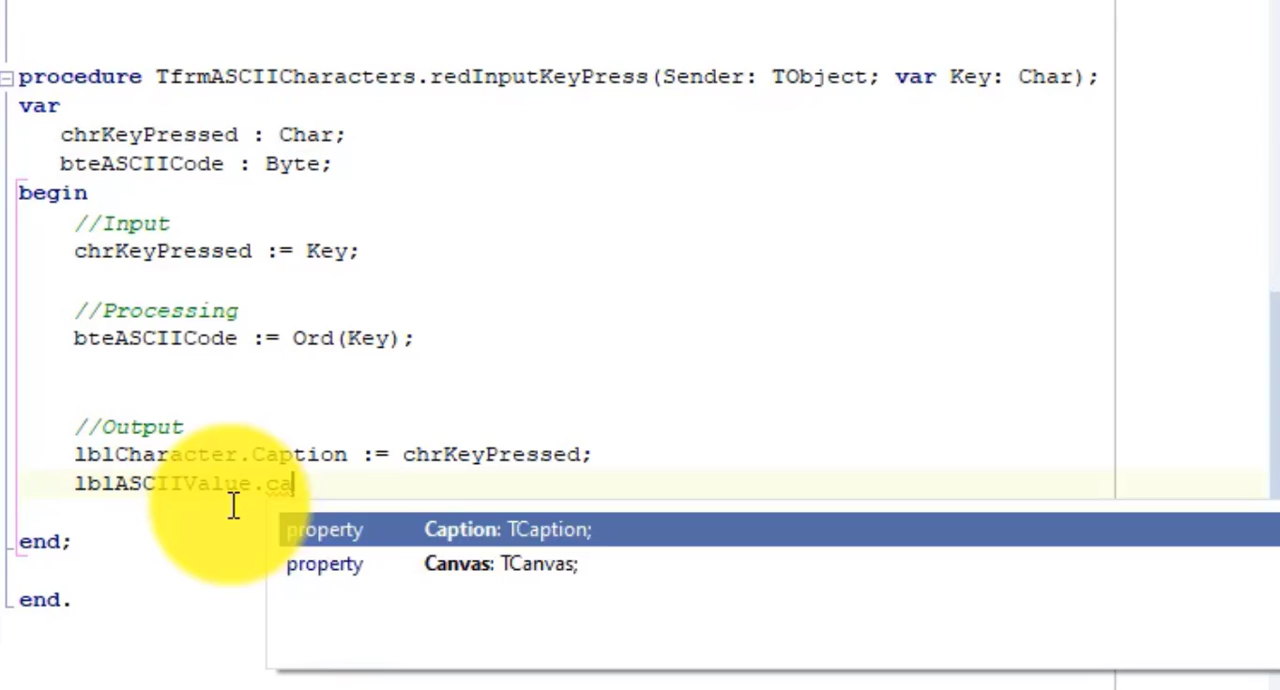 procedure TfrmASCIICharacters.redInputKeyPress(Sender: TObject; var Key: Char);
var
chrKeyPressed : Char;
bteASCIICode : Byte;
begin
//Input
chrKeyPressed := Key;
//Processing
bteASCIICode := Ord(Key);
//Output
lblCharacter.Caption := chrKeyPressed;
lblASCIIValue.ca
property Caption: TCaption;
property Canvas: TCanvas;
end;
end.